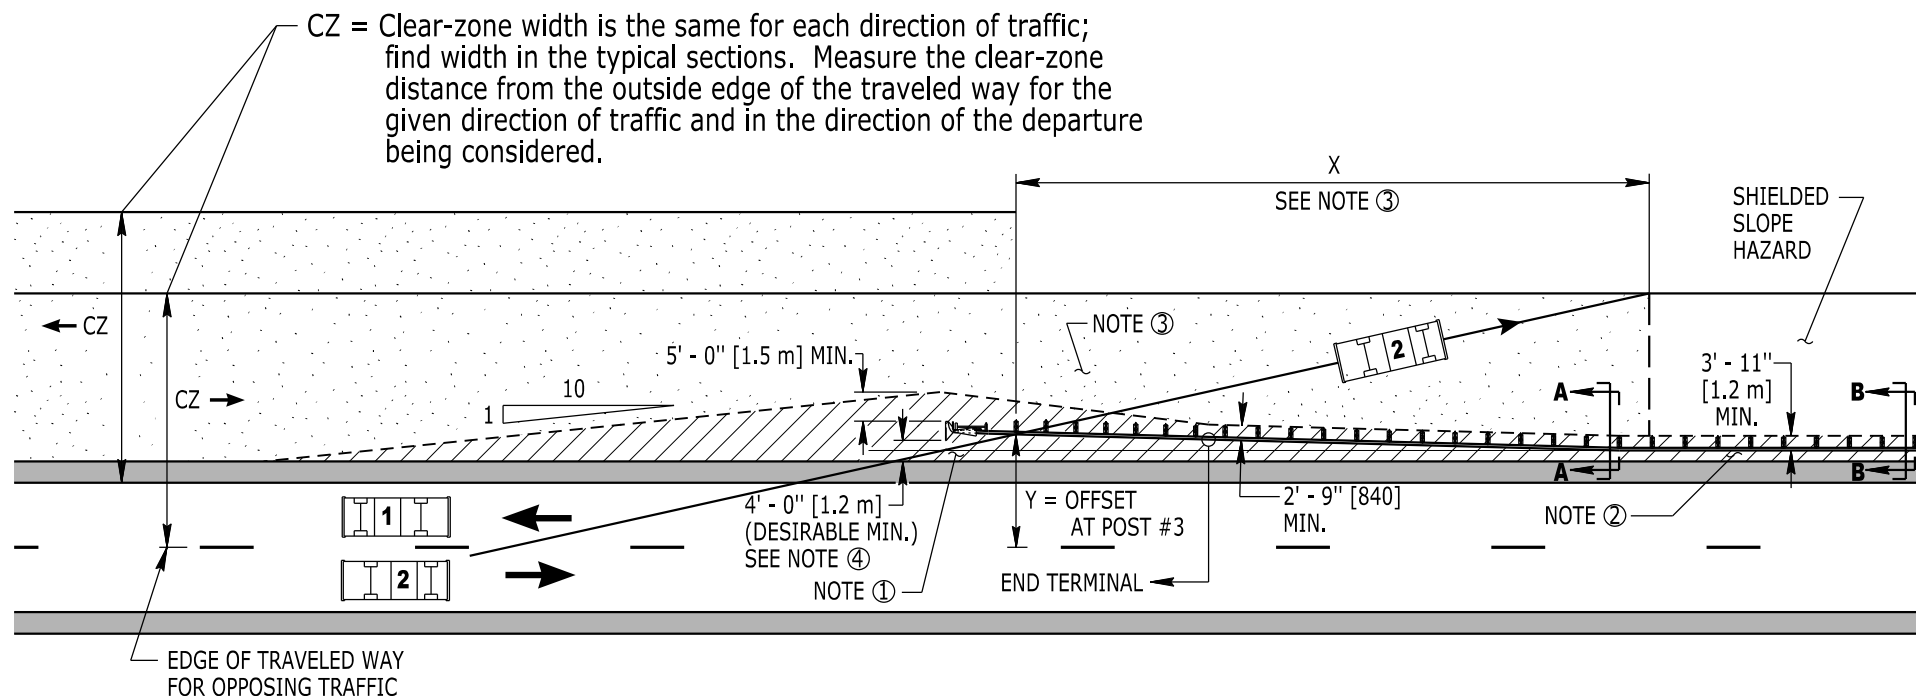 CZ = Clear-zone width is the same for each direction of traffic;
find width in the typical sections. Measure the clear-zone
distance from the outside edge of the traveled way for the
given direction of traffic and in the direction of the departure
being considered.
X
SEE NOTE ③
SHIELDED
SLOPE
HAZARD
CZ
NOTE ③
2
5' - 0" [1.5 m] MIN.
3' - 11"
[1.2 m]
MIN.
10
1
CZ
A
B
A
B
4' - 0" [1.2 m]
(DESIRABLE MIN.)
SEE NOTE ④
Y = OFFSET
AT POST #3
2' - 9" [840]
MIN.
NOTE ②
1
2
NOTE ①
END TERMINAL
EDGE OF TRAVELED WAY
FOR OPPOSING TRAFFIC